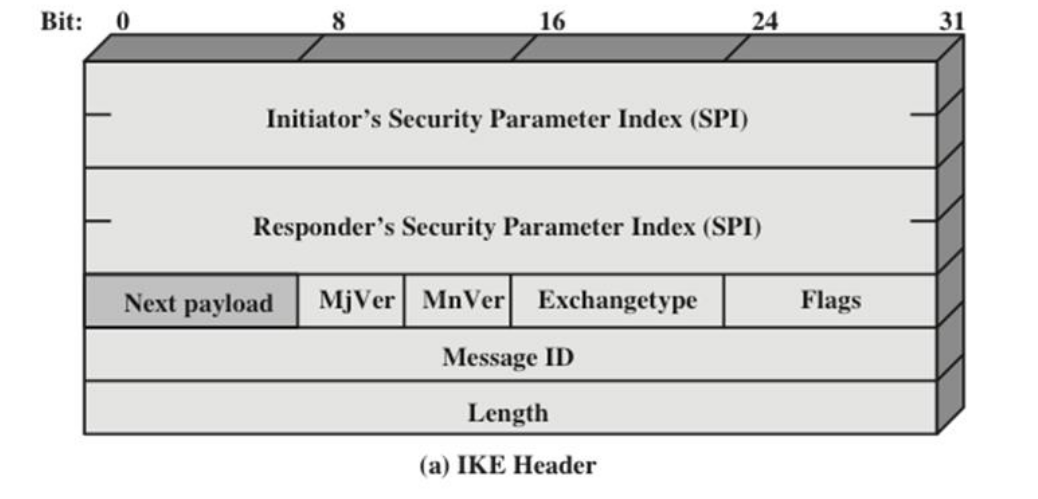 Bit: 0 8 16 24 31
Initiator's Security Parameter Index (SPI)
Responder's Security Parameter Index (SPI)
Next payload MjVer MnVer Exchangetype Flags
Message ID
Length
(a) IKE Header